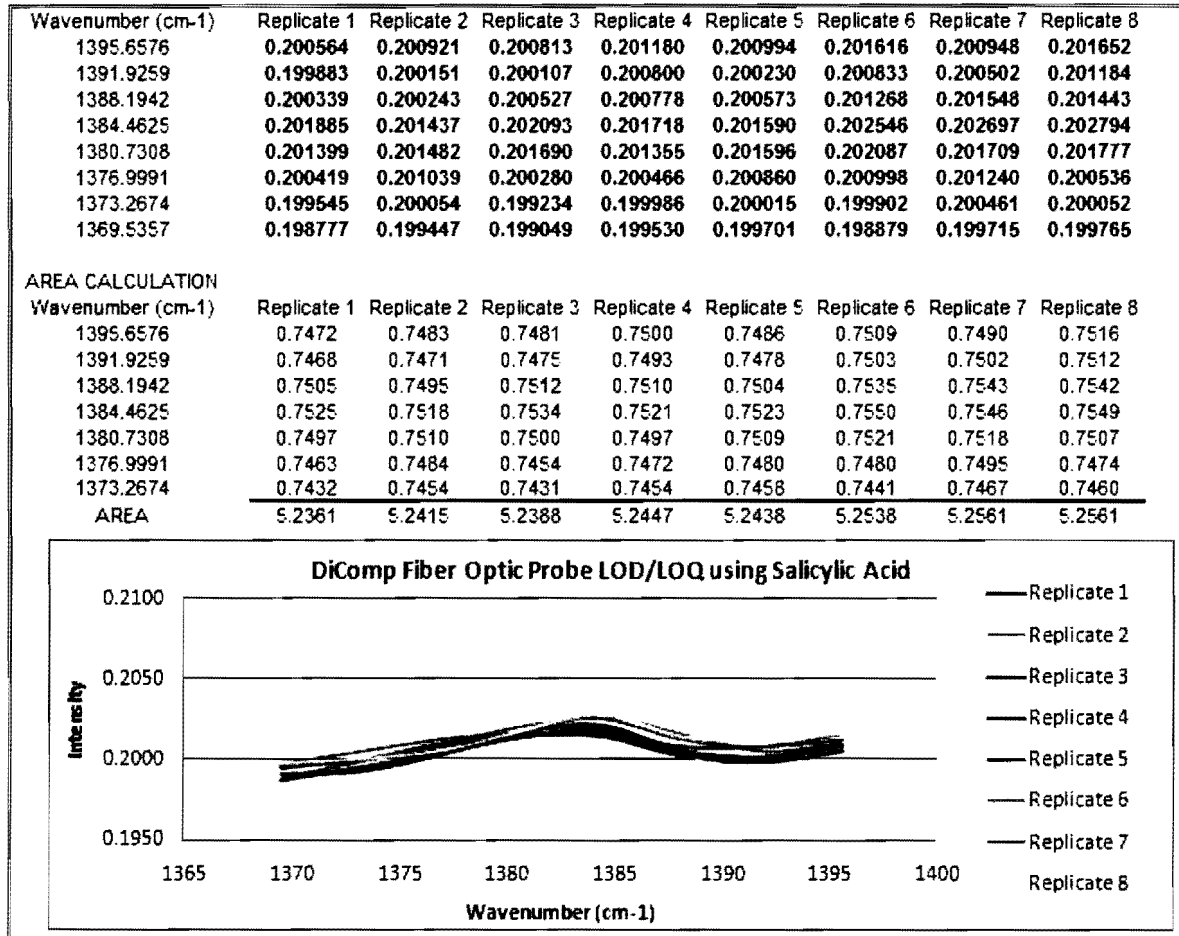 Wavenumber (cm-1) Replicate 1 Replicate 2 Replicate 3 Replicate 4 Replicate 5 Replicate 6 Replicate 7 Replicate 8
1395.6576 0.200564 0.200921 0.200813 0.201180 0.200994 0.201616 0.200948 0.201652
1391.9259 0.199883 0.200151 0.200107 0.200800 0.200230 0.200833 0.200502 0.201184
1388.1942 0.200339 0.200243 0.200527 0.200778 0.200573 0.201268 0.201548 0.201443
1384.4625 0.201885 0.201437 0.202093 0.201718 0.201590 0.202546 0.202697 0.202794
1380.7308 0.201399 0.201482 0.201690 0.201355 0.201596 0.202087 0.201709 0.201777
1376.9991 0.200419 0.201039 0.200280 0.200466 0.200860 0.200998 0.201240 0.200536
1373.2674 0.199545 0.200054 0.199234 0.199986 0.200015 0.199902 0.200461 0.200052
1369.5357 0.198777 0.199447 0.199049 0.199530 0.199701 0.198879 0.199715 0.199765
AREA CALCULATION
Wavenumber (cm-1) Replicate 1 Replicate 2 Replicate 3 Replicate 4 Replicate 5 Replicate 6 Replicate 7 Replicate 8
1395.6576 0.7472 0.7483 0.7481 0.7500 0.7486 0.7509 0.7490 0.7516
1391.9259 0.7468 0.7471 0.7475 0.7493 0.7478 0.7503 0.7502 0.7512
1388.1942 0.7505 0.7495 0.7512 0.7510 0.7504 0.7535 0.7543 0.7542
1384.4625 0.7525 0.7518 0.7534 0.7521 0.7523 0.7550 0.7546 0.7549
1380.7308 0.7497 0.7510 0.7500 0.7497 0.7509 0.7521 0.7518 0.7507
1376.9991 0.7463 0.7484 0.7454 0.7472 0.7480 0.7480 0.7495 0.7474
1373.2674 0.7432 0.7454 0.7431 0.7454 0.7458 0.7441 0.7467 0.7460
AREA 5.2361 5.2415 5.2388 5.2447 5.2438 5.2538 5.2561 5.2561
DiComp Fiber Optic Probe LOD/LOQ using Salicylic Acid
0.2100
0.2050
0.2000
0.1950
Intensity
1365 1370 1375 1380 1385 1390 1395 1400
Wavenumber (cm-1)
Replicate 1
Replicate 2
Replicate 3
Replicate 4
Replicate 5
Replicate 6
Replicate 7
Replicate 8